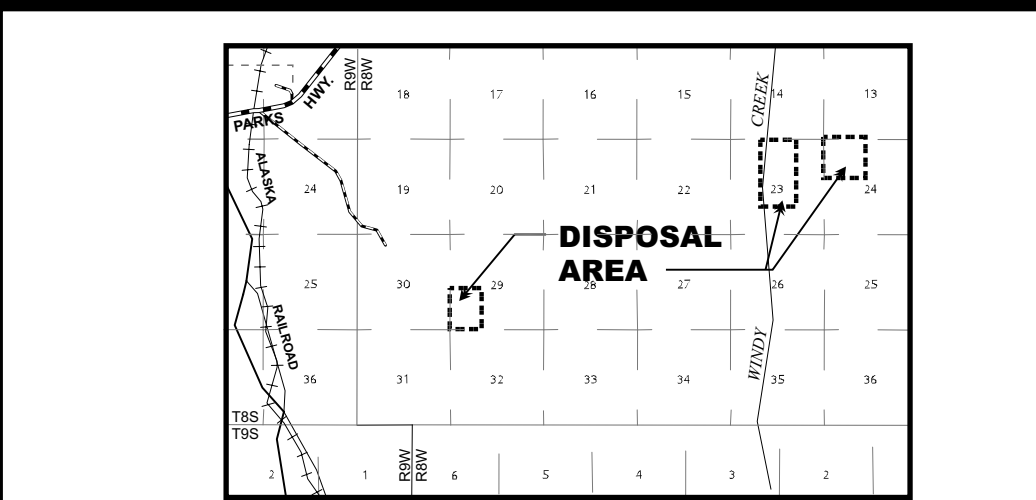 R9W
R8W
18 17 16 15 14 13
HWY.
PARKS
CREEK
ALASKA
24 19 20 21 22 23 24
DISPOSAL
AREA
25 30 29 28 27 26 25
RAILROAD
WINDY
36 31 32 33 34 35 36
T8S
T9S
R9W
R8W
2 1 6 5 4 3 2